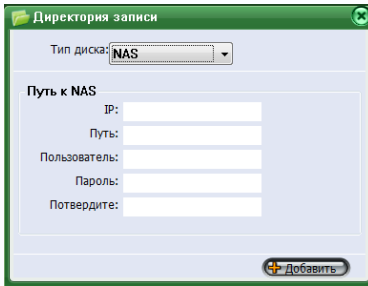 Директория записи
Тип диска: NAS
Путь к NAS
IP:
Путь:
Пользователь:
Пароль:
Потвердите:
Добавить